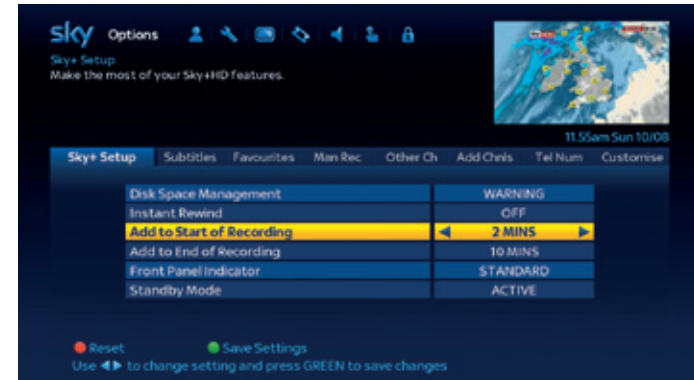 sky Options
Sky+ Setup
Make the most of your Sky+HD features.
11.55am Sun 10/08
Sky+ Setup Subtitles Favourites Man Rec Other Ch Add Chnls Tel Num Customise
Disk Space Management WARNING
Instant Rewind OFF
Add to Start of Recording 2 MINS
Add to End of Recording 10 MINS
Front Panel Indicator STANDARD
Standby Mode ACTIVE
Reset Save Settings
Use ◀▶ to change setting and press GREEN to save changes